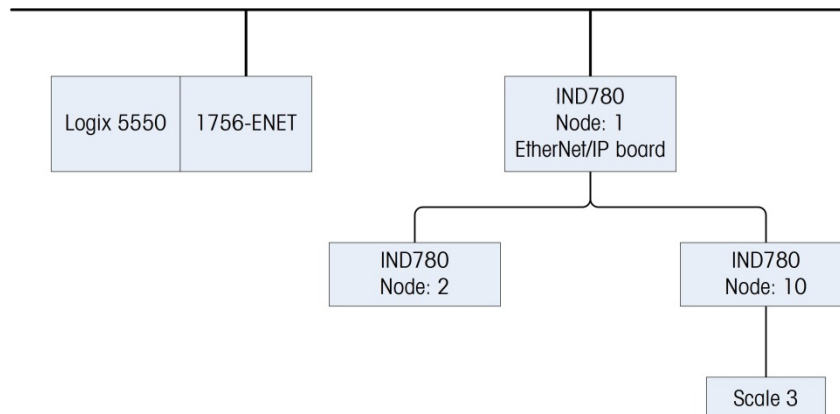 Logix 5550
1756-ENET
IND780
Node: 1
EtherNet/IP board
IND780
Node: 2
IND780
Node: 10
Scale 3